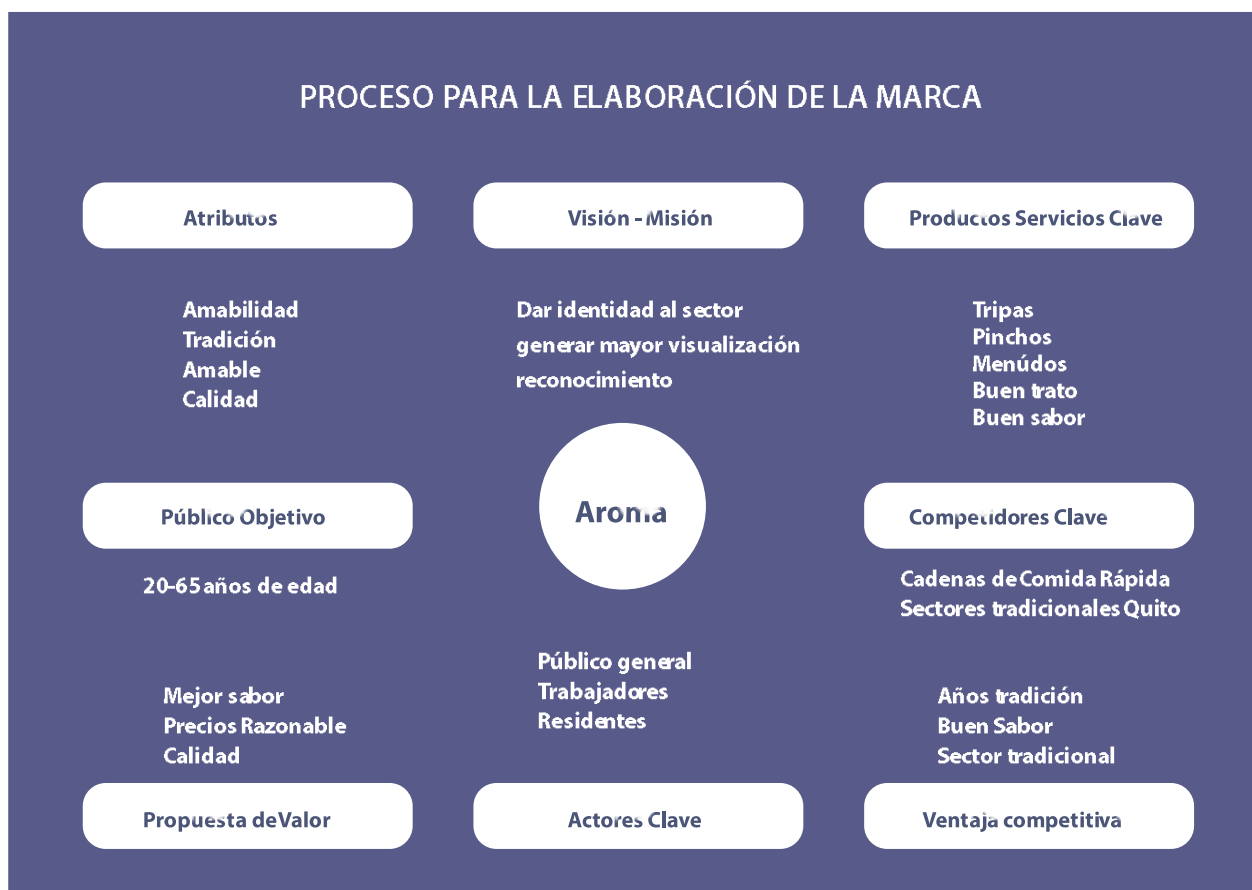 PROCESO PARA LA ELABORACIÓN DE LA MARCA
Atributos
Amabilidad
Tradición
Amable
Calidad
Visión - Misión
Dar identidad al sector
generar mayor visualización
reconocimiento
Productos Servicios Clave
Tripas
Pinchos
Menúdos
Buen trato
Buen sabor
Público Objetivo
20-65 años de edad
Aroma
Competidores Clave
Cadenas de Comida Rápida
Sectores tradicionales Quito
Mejor sabor
Precios Razonable
Calidad
Propuesta de Valor
Público general
Trabajadores
Residentes
Actores Clave
Años tradición
Buen Sabor
Sector tradicional
Ventaja competitiva